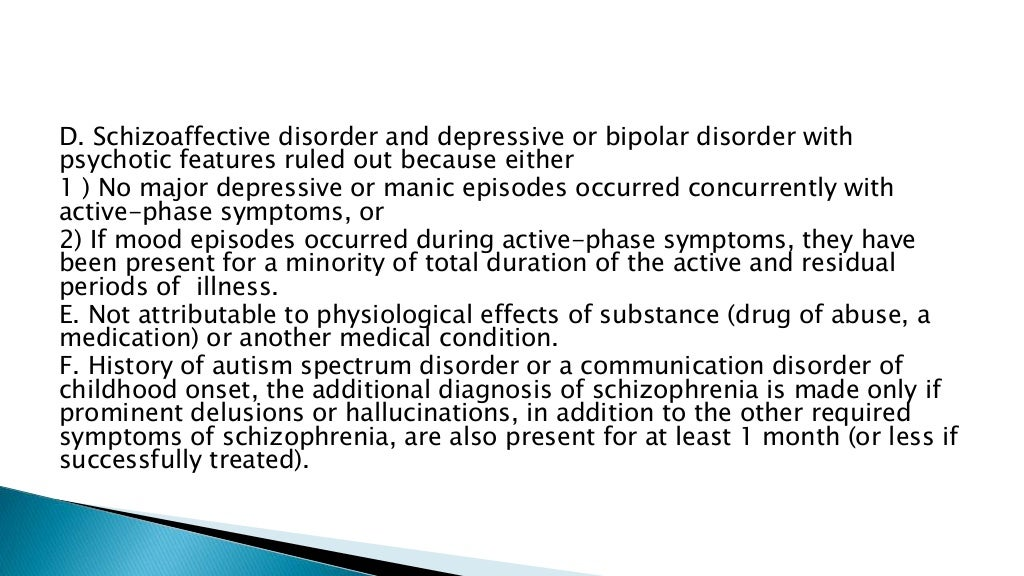 D. Schizoaffective disorder and depressive or bipolar disorder with
psychotic features ruled out because either
1 ) No major depressive or manic episodes occurred concurrently with
active-phase symptoms, or
2) If mood episodes occurred during active-phase symptoms, they have
been present for a minority of total duration of the active and residual
periods of  illness.
E. Not attributable to physiological effects of substance (drug of abuse, a
medication) or another medical condition.
F. History of autism spectrum disorder or a communication disorder of
childhood onset, the additional diagnosis of schizophrenia is made only if
prominent delusions or hallucinations, in addition to the other required
symptoms of schizophrenia, are also present for at least 1 month (or less if
successfully treated).